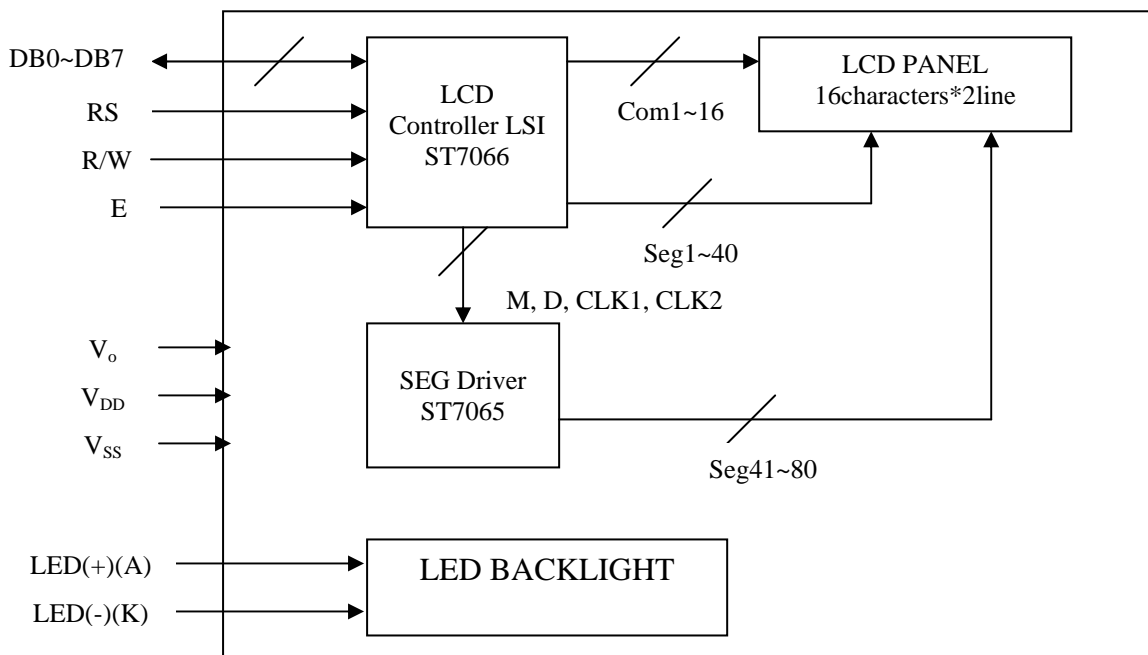 DB0~DB7
RS
R/W
E
LCD
Controller LSI
ST7066
Com1~16
LCD PANEL
16characters*2line
Seg1~40
M, D, CLK1, CLK2
Vo
VDD
VSS
SEG Driver
ST7065
Seg41~80
LED(+)(A)
LED(-)(K)
LED BACKLIGHT